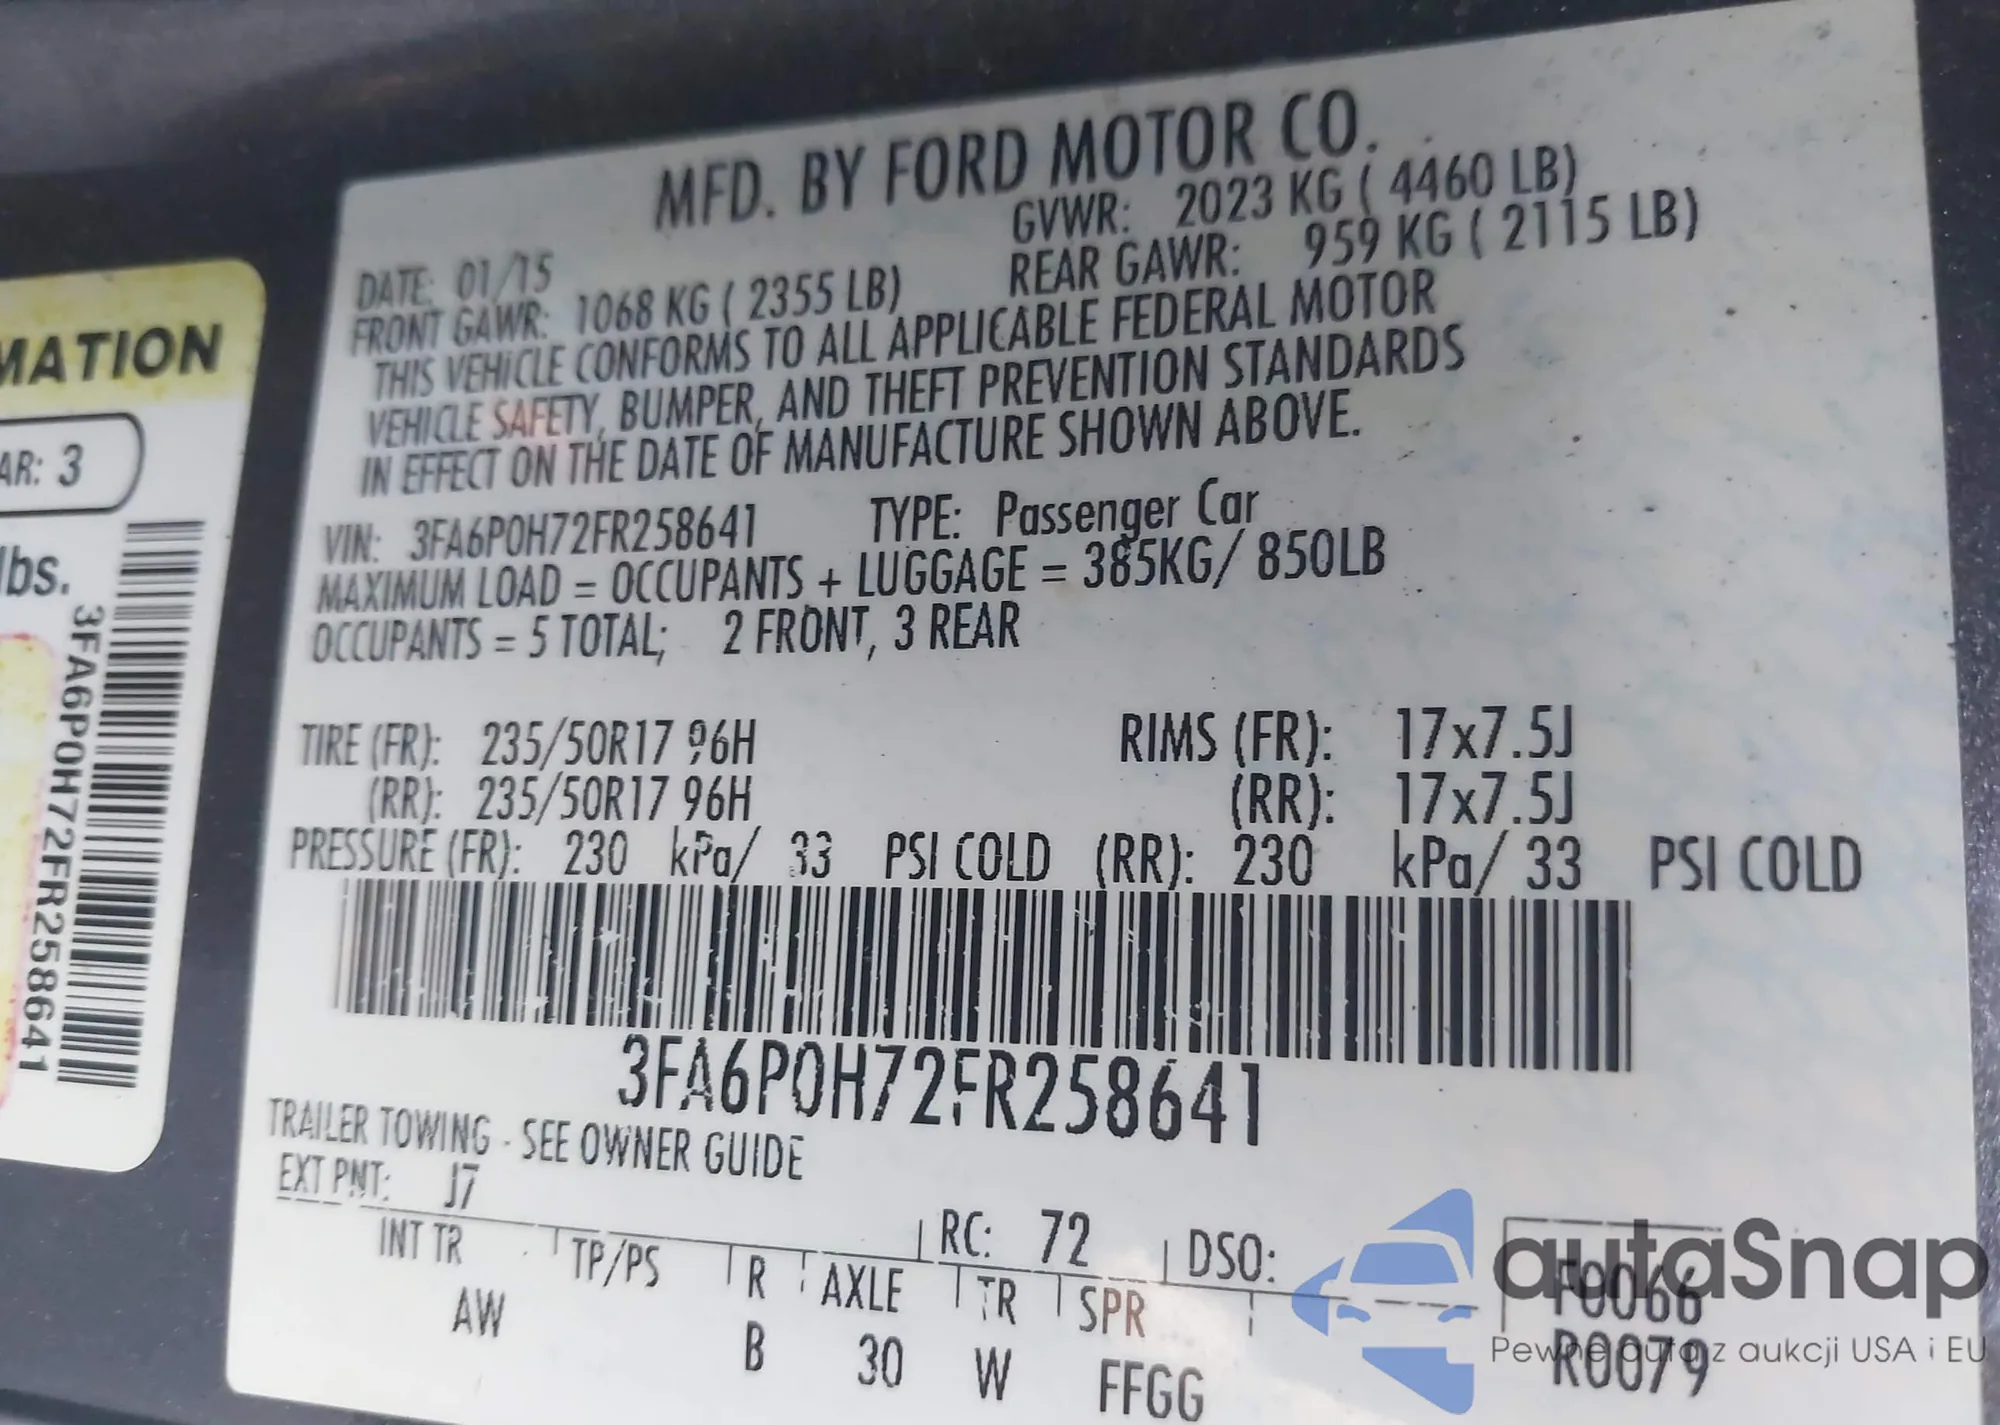 MATION
AR: 3
lbs.
3FA6P0H72FR258641
MFD. BY FORD MOTOR CO.
DATE: 01/15 GVWR: 2023 KG ( 4460 LB)
FRONT GAWR: 1068 KG ( 2355 LB) REAR GAWR: 959 KG ( 2115 LB)
THIS VEHICLE CONFORMS TO ALL APPLICABLE FEDERAL MOTOR
VEHICLE SAFETY, BUMPER, AND THEFT PREVENTION STANDARDS
IN EFFECT ON THE DATE OF MANUFACTURE SHOWN ABOVE.
VIN: 3FA6P0H72FR258641 TYPE: Passenger Car
MAXIMUM LOAD = OCCUPANTS + LUGGAGE = 385KG/ 850LB
OCCUPANTS = 5 TOTAL; 2 FRONT, 3 REAR
TIRE (FR): 235/50R17 96H RIMS (FR): 17x7.5J
(RR): 235/50R17 96H (RR): 17x7.5J
PRESSURE (FR): 230 kPa/ 33 PSI COLD (RR): 230 kPa/ 33 PSI COLD
3FA6P0H72FR258641
TRAILER TOWING - SEE OWNER GUIDE
EXT PNT: J7 RC: 72 DSO:
INT TR TP/PS R AXLE TR SPR F0066
AW B 30 W FFGG R0079
autaSnap
Pewne auta z aukcji USA i EU